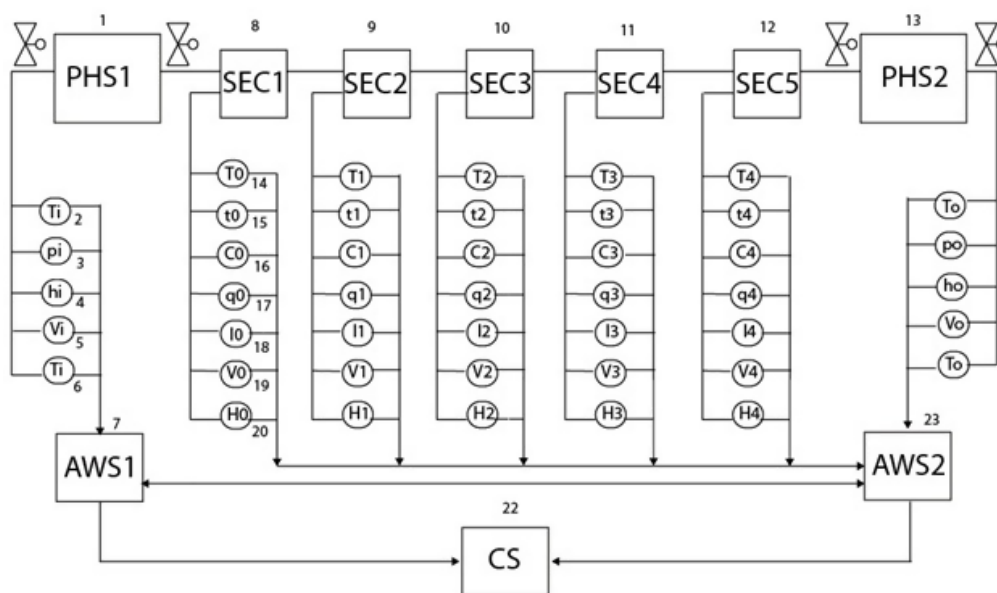 1 8 9 10 11 12 13
PHS1 SEC1 SEC2 SEC3 SEC4 SEC5 PHS2
T0 14 T1 T2 T3 T4
Ti 2 t0 15 t1 t2 t3 t4 To
pi 3 C0 16 C1 C2 C3 C4 po
hi 4 q0 17 q1 q2 q3 q4 ho
Vi 5 I0 18 I1 I2 I3 I4 Vo
Ti 6 V0 19 V1 V2 V3 V4 To
H0 20 H1 H2 H3 H4
7 23
AWS1 AWS2
22
CS